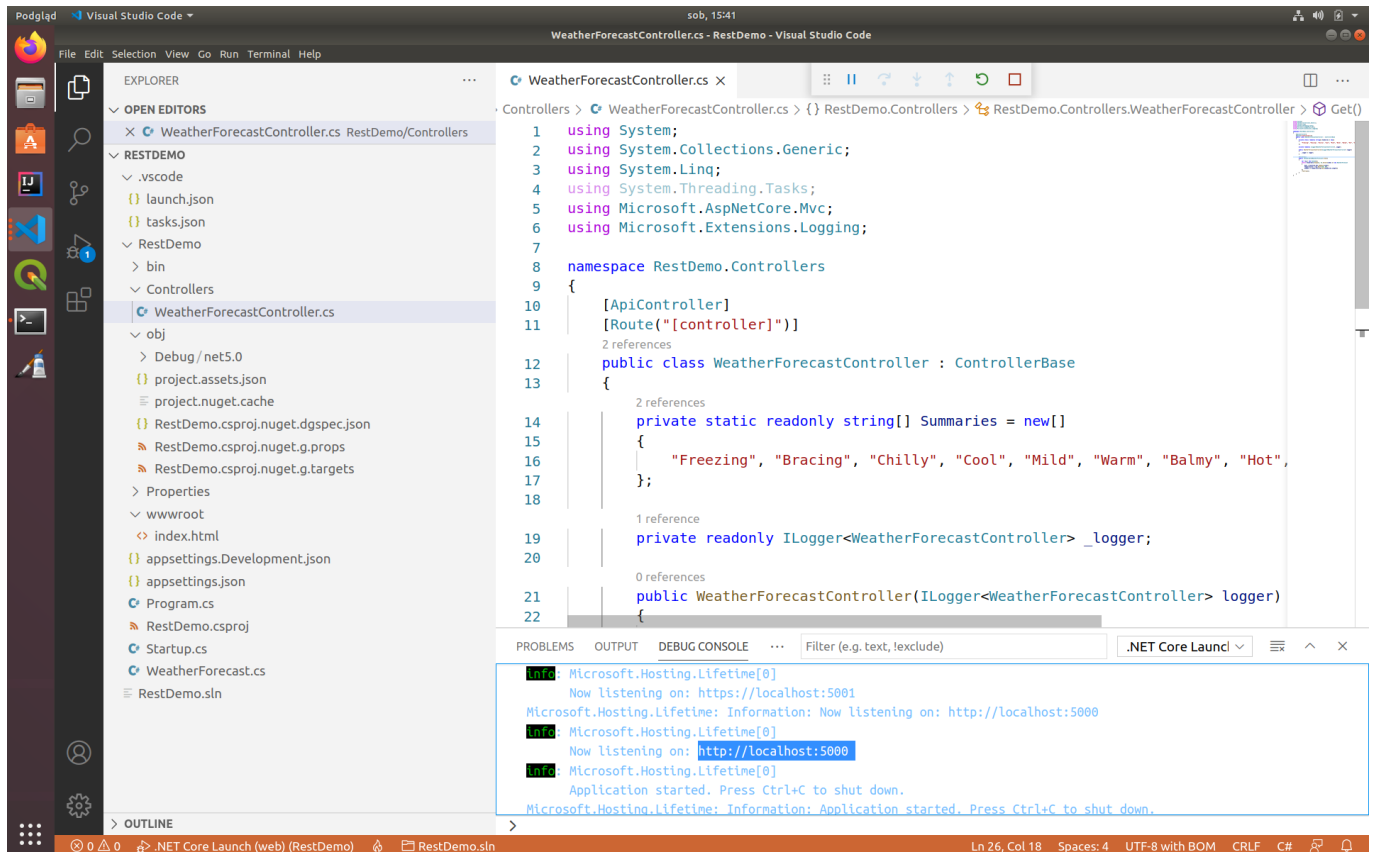 Podgląd Visual Studio Code sob, 15:41
WeatherForecastController.cs - RestDemo - Visual Studio Code
File Edit Selection View Go Run Terminal Help
EXPLORER
OPEN EDITORS
WeatherForecastController.cs RestDemo/Controllers
RESTDEMO
.vscode
{} launch.json
{} tasks.json
RestDemo
bin
Controllers
WeatherForecastController.cs
obj
Debug/net5.0
{} project.assets.json
project.nuget.cache
{} RestDemo.csproj.nuget.dgspec.json
RestDemo.csproj.nuget.g.props
RestDemo.csproj.nuget.g.targets
Properties
wwwroot
<> index.html
{} appsettings.Development.json
{} appsettings.json
Program.cs
RestDemo.csproj
Startup.cs
WeatherForecast.cs
RestDemo.sln
OUTLINE
1
WeatherForecastController.cs
Controllers > WeatherForecastController.cs > {} RestDemo.Controllers > RestDemo.Controllers.WeatherForecastController > Get()
1 using System;
2 using System.Collections.Generic;
3 using System.Linq;
4 using System.Threading.Tasks;
5 using Microsoft.AspNetCore.Mvc;
6 using Microsoft.Extensions.Logging;
7
8 namespace RestDemo.Controllers
9 {
10 [ApiController]
11 [Route("[controller]")]
2 references
12 public class WeatherForecastController : ControllerBase
13 {
2 references
14 private static readonly string[] Summaries = new[]
15 {
16 "Freezing", "Bracing", "Chilly", "Cool", "Mild", "Warm", "Balmy", "Hot",
17 };
18
1 reference
19 private readonly ILogger<WeatherForecastController> _logger;
20
0 references
21 public WeatherForecastController(ILogger<WeatherForecastController> logger)
22 {
PROBLEMS OUTPUT DEBUG CONSOLE ... Filter (e.g. text, !exclude) .NET Core Launcl
info: Microsoft.Hosting.Lifetime[0]
Now listening on: https://localhost:5001
Microsoft.Hosting.Lifetime: Information: Now listening on: http://localhost:5000
info: Microsoft.Hosting.Lifetime[0]
Now listening on: http://localhost:5000
info: Microsoft.Hosting.Lifetime[0]
Application started. Press Ctrl+C to shut down.
Microsoft.Hosting.Lifetime: Information: Application started. Press Ctrl+C to shut down.
>
0 0 .NET Core Launch (web) (RestDemo) RestDemo.sln Ln 26, Col 18 Spaces: 4 UTF-8 with BOM CRLF C#